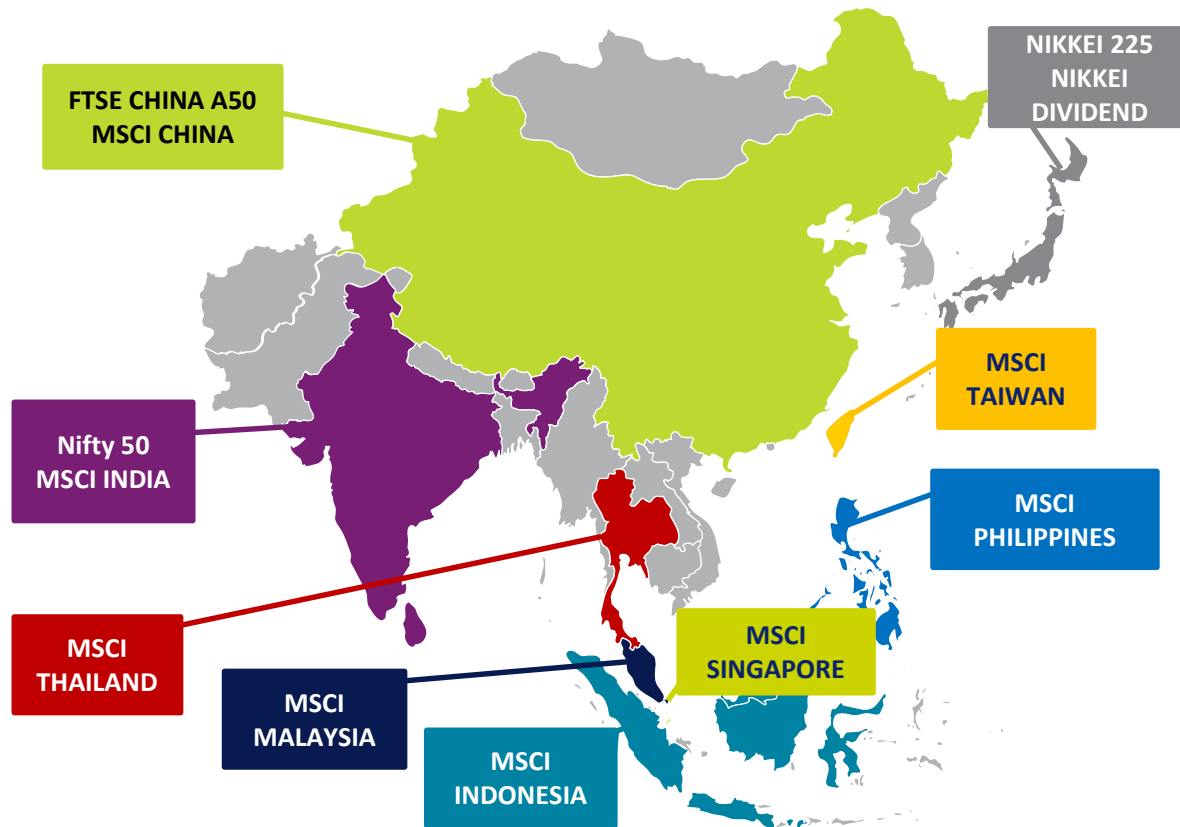 NIKKEI 225
NIKKEI
DIVIDEND
FTSE CHINA A50
MSCI CHINA
MSCI
TAIWAN
Nifty 50
MSCI INDIA
MSCI
PHILIPPINES
MSCI
THAILAND
MSCI
SINGAPORE
MSCI
MALAYSIA
MSCI
INDONESIA